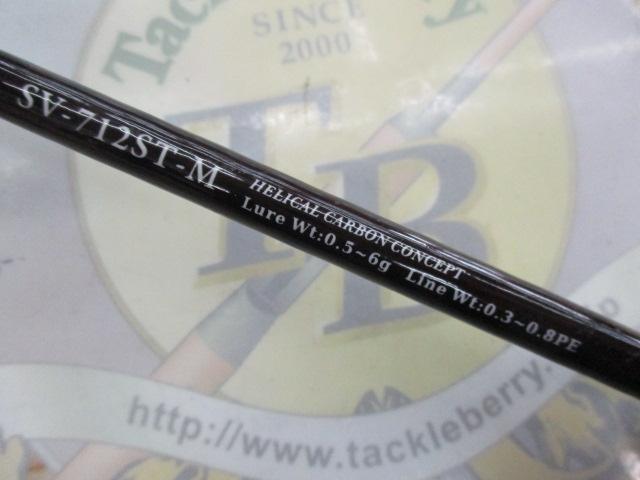 Tac
y
SINCE
2000
TB
SV-712ST-M
HELICAL CARBON CONCEPT
Lure Wt:0.5~6g Line Wt:0.3~0.8PE
http://www.tackleberry.
p